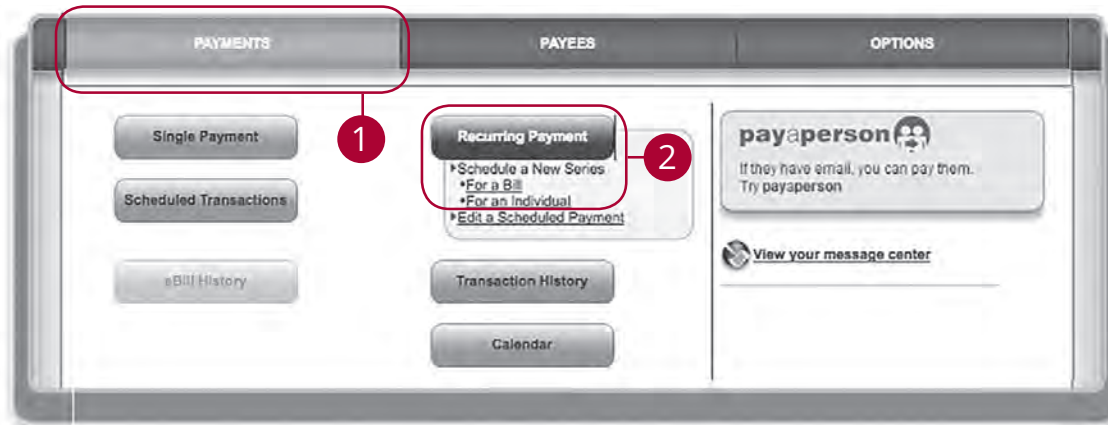 PAYMENTS
PAYEES
OPTIONS
1
Single Payment
Scheduled Transactions
eBill History
Recurring Payment
2
▸Schedule a New Series
•For a Bill
•For an Individual
▸Edit a Scheduled Payment
Transaction History
Calendar
payaperson
If they have email, you can pay them.
Try payaperson
View your message center